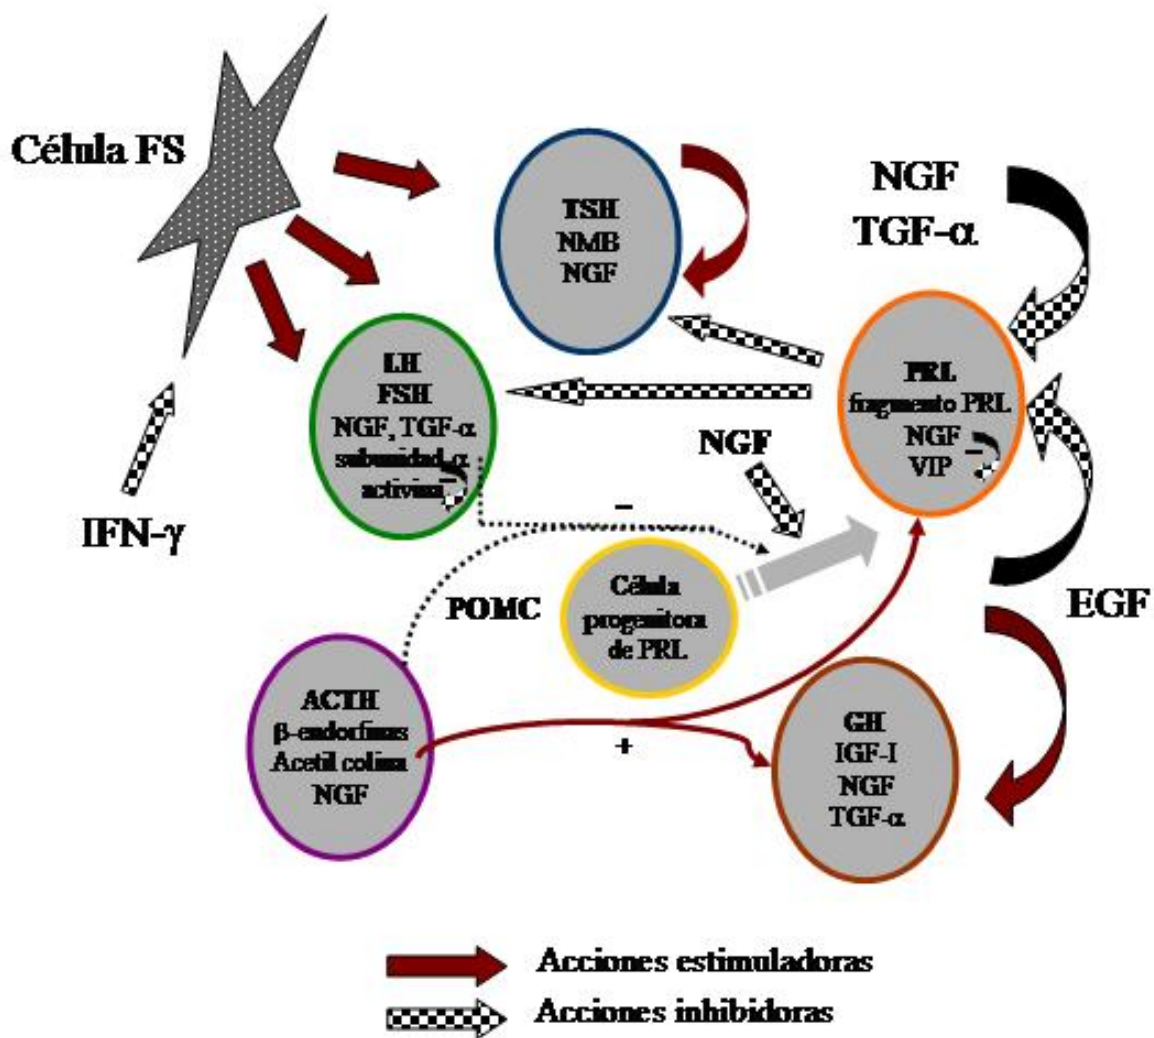 Célula FS
TSH
NMB
NGF
NGF
TGF-α
LH
FSH
NGF, TGF-α
subunidad-α
activina
PRL
fragmento PRL
NGF
VIP
–
NGF
IFN-γ
–
POMC
Célula
progenitora
de PRL
EGF
ACTH
β-endorfinas
Acetil colina
NGF
+
GH
IGF-I
NGF
TGF-α
Acciones estimuladoras
Acciones inhibidoras